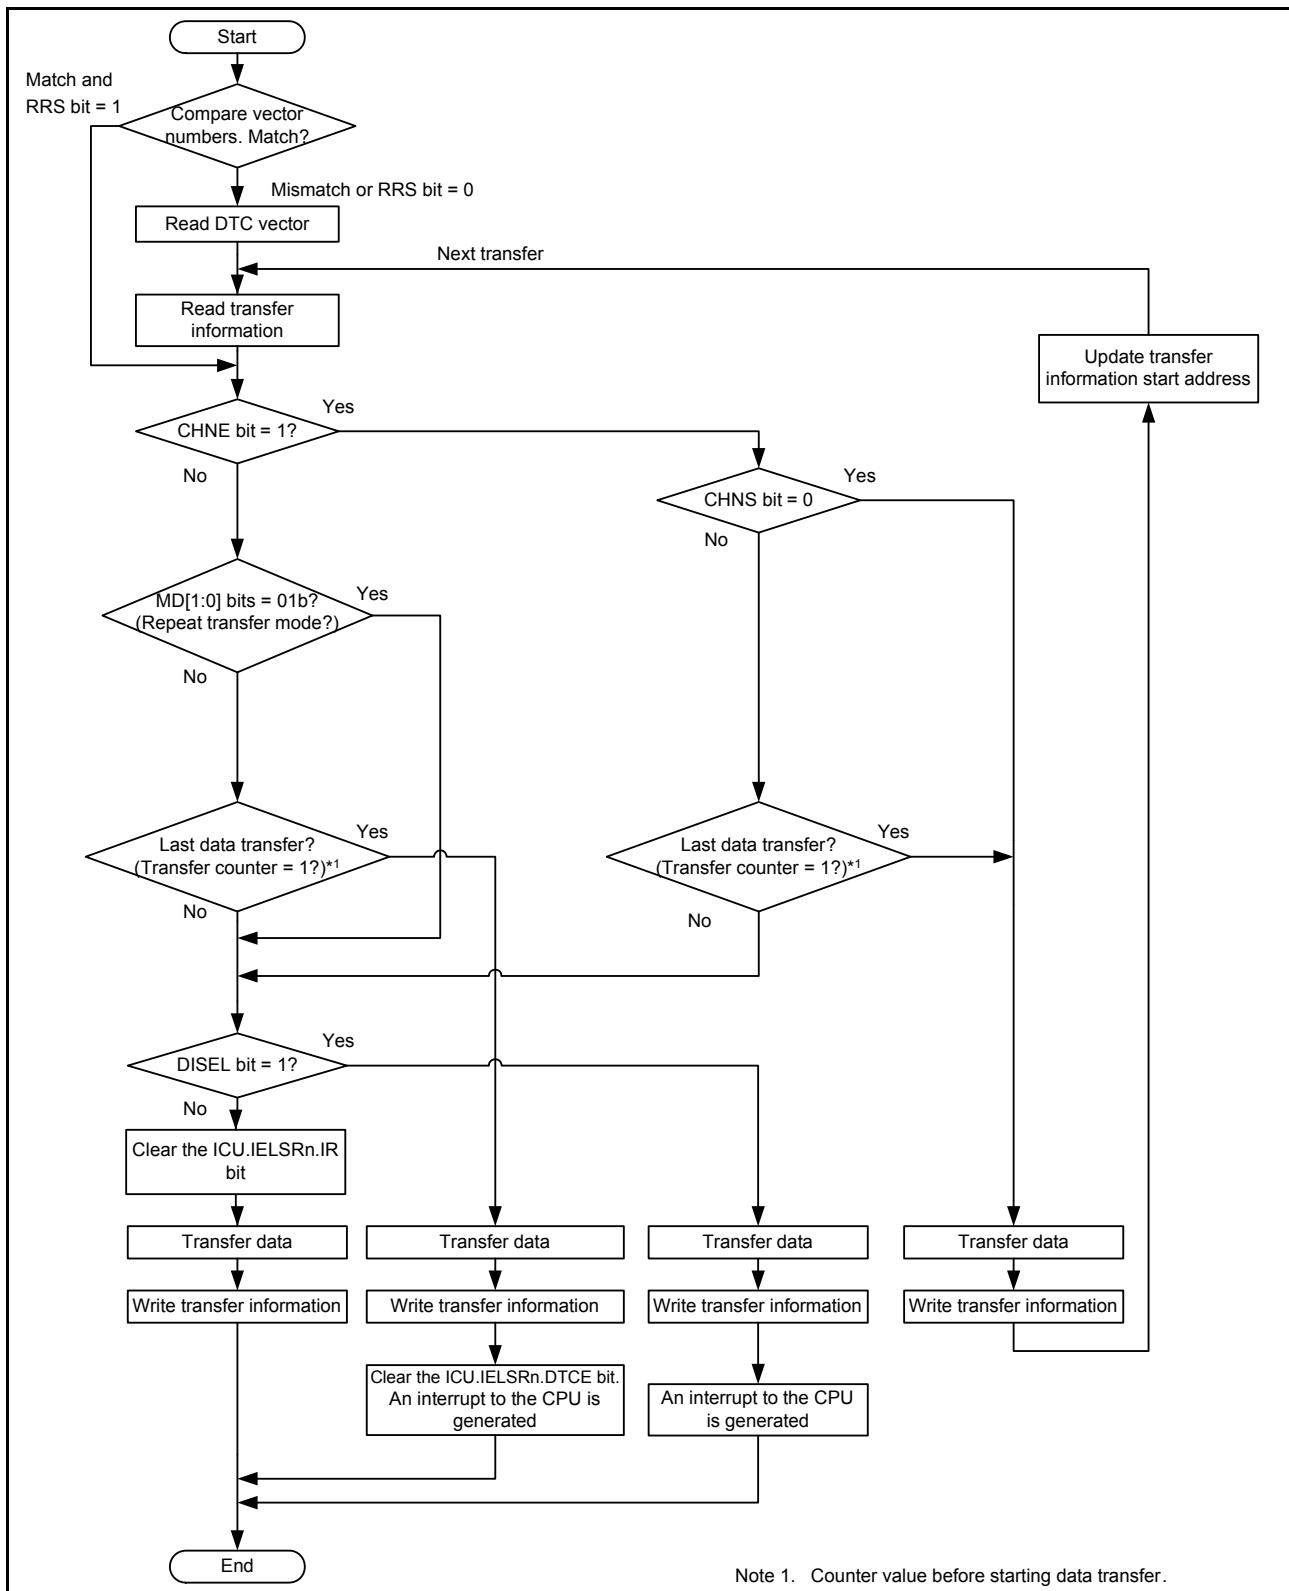 Start
Match and
RRS bit = 1
Compare vector
numbers. Match?
Mismatch or RRS bit = 0
Read DTC vector
Next transfer
Read transfer
information
Update transfer
information start address
CHNE bit = 1?
Yes
No
CHNS bit = 0
Yes
No
MD[1:0] bits = 01b?
(Repeat transfer mode?)
Yes
No
Last data transfer?
(Transfer counter = 1?)*1
Yes
No
Last data transfer?
(Transfer counter = 1?)*1
Yes
No
DISEL bit = 1?
Yes
No
Clear the ICU.IELSRn.IR
bit
Transfer data
Transfer data
Transfer data
Transfer data
Write transfer information
Write transfer information
Write transfer information
Write transfer information
Clear the ICU.IELSRn.DTCE bit.
An interrupt to the CPU is
generated
An interrupt to the CPU
is generated
End
Note 1. Counter value before starting data transfer.